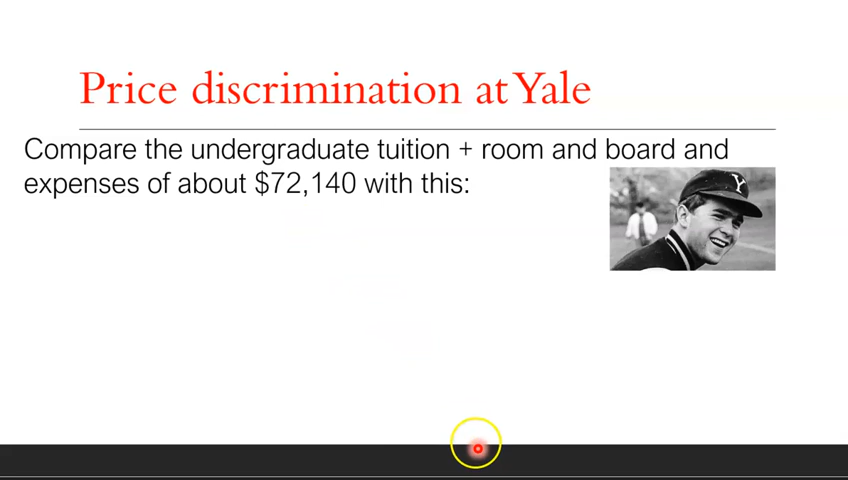 Price discrimination at Yale
Compare the undergraduate tuition + room and board and
expenses of about $72,140 with this:
Y